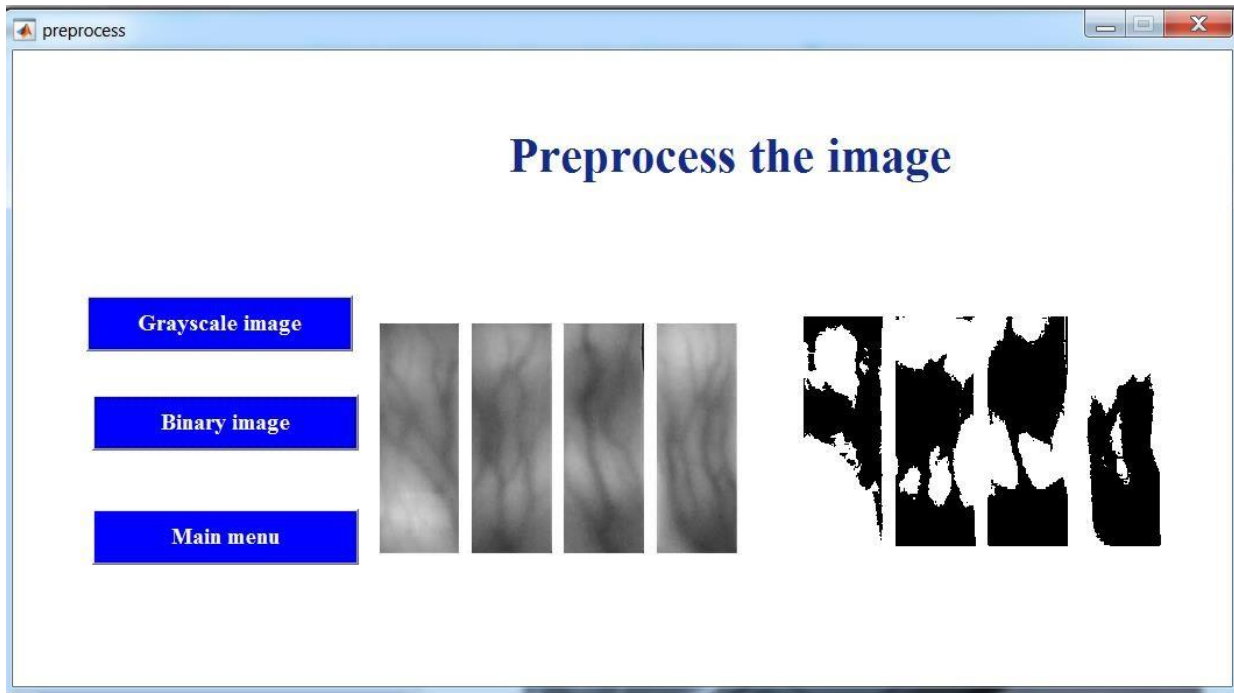 preprocess
Preprocess the image
Grayscale image
Binary image
Main menu